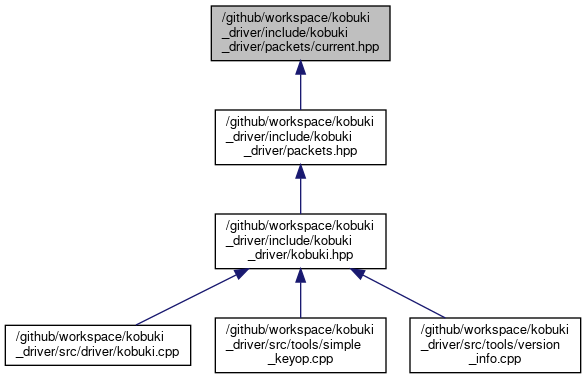 /github/workspace/kobuki
_driver/include/kobuki
_driver/packets/current.hpp
/github/workspace/kobuki
_driver/include/kobuki
_driver/packets.hpp
/github/workspace/kobuki
_driver/include/kobuki
_driver/kobuki.hpp
/github/workspace/kobuki
_driver/src/driver/kobuki.cpp
/github/workspace/kobuki
_driver/src/tools/simple
_keyop.cpp
/github/workspace/kobuki
_driver/src/tools/version
_info.cpp